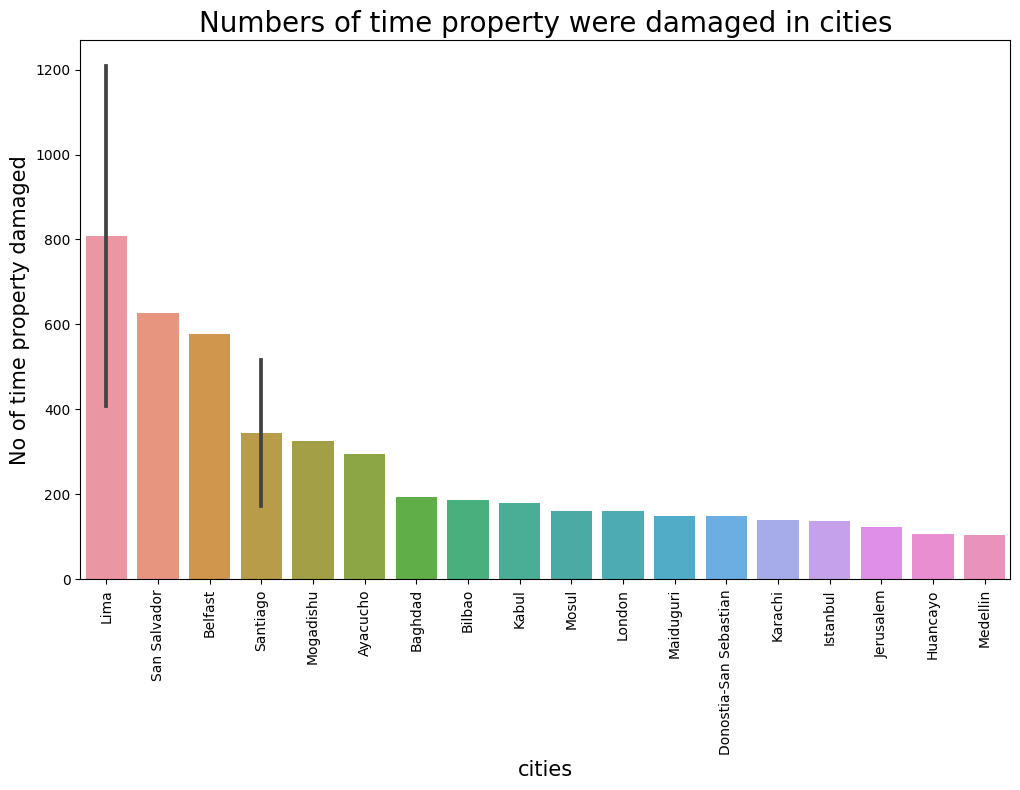 Numbers of time property were damaged in cities
No of time property damaged
1200
1000
800
600
400
200
0
Lima
San Salvador
Belfast
Santiago
Mogadishu
Ayacucho
Baghdad
Bilbao
Kabul
Mosul
London
Maiduguri
Donostia-San Sebastian
Karachi
Istanbul
Jerusalem
Huancayo
Medellin
cities